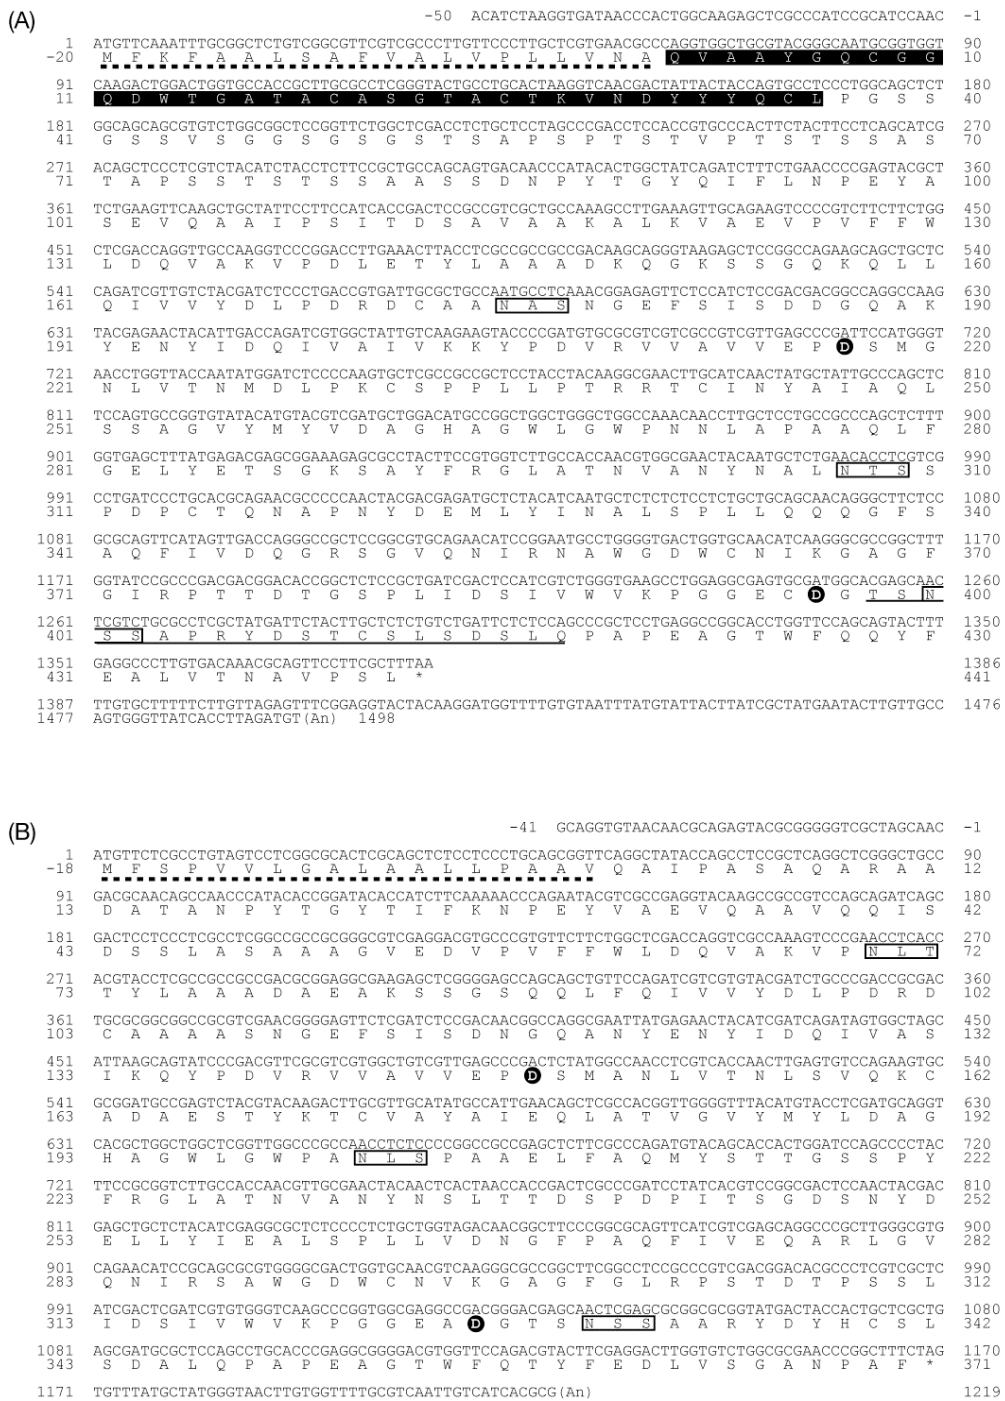 (A)
-50 ACATCTAAGGTGATAACCCACTGGCAAGAGCTCGCCCATCCGCATCCAAC -1
1 ATGTTCAAATTTGCGGCTCTGTCGGCGTTCGTCGCCCTTGTTCCCTTGCTCGTGAACGCCCAGGTGGCTGCGTACGGGCAATGCGGTGGT 90
-20 M F K F A A L S A F V A L V P L L V N A Q V A A Y G Q C G G 10
91 CAAGACTGGACTGGTGCCACCGCTTGCGCCTCGGGTACTGCCTGCACTAAGGTCAACGACTATTACTACCAGTGCCTCCCTGGCAGCTCT 180
11 Q D W T G A T A C A S G T A C T K V N D Y Y Y Q C L P G S S 40
181 GGCAGCAGCGTGTCTGGCGGCTCCGGTTCTGGCTCGACCTCTGCTCCTAGCCCGACCTCCACCGTGCCCACTTCTACTTCCTCAGCATCG 270
41 G S S V S G G S G S G S T S A P S P T S T V P T S T S S A S 70
271 ACAGCTCCCTCGTCTACATCTACCTCTTCCGCTGCCAGCAGTGACAACCCATACACTGGCTATCAGATCTTTCTGAACCCCGAGTACGCT 360
71 T A P S S T S T S S A A S S D N P Y T G Y Q I F L N P E Y A 100
361 TCTGAAGTTCAAGCTGCTATTCCTTCCATCACCGACTCCGCCGTCGCTGCCAAAGCCTTGAAAGTTGCAGAAGTCCCCGTCTTCTTCTGG 450
101 S E V Q A A I P S I T D S A V A A K A L K V A E V P V F F W 130
451 CTCGACCAGGTTGCCAAGGTCCCGGACCTTGAAACTTACCTCGCCGCCGCCGACAAGCAGGGTAAGAGCTCCGGCCAGAAGCAGCTGCTC 540
131 L D Q V A K V P D L E T Y L A A A D K Q G K S S G Q K Q L L 160
541 CAGATCGTTGTCTACGATCTCCCTGACCGTGATTGCGCTGCCAATGCCTCAAACGGAGAGTTCTCCATCTCCGACGACGGCCAGGCCAAG 630
161 Q I V V Y D L P D R D C A A N A S N G E F S I S D D G Q A K 190
631 TACGAGAACTACATTGACCAGATCGTGGCTATTGTCAAGAAGTACCCCGATGTGCGCGTCGTCGCCGTCGTTGAGCCCGATTCCATGGGT 720
191 Y E N Y I D Q I V A I V K K Y P D V R V V A V V E P D S M G 220
721 AACCTGGTTACCAATATGGATCTCCCCAAGTGCTCGCCGCCGCTCCTACCTACAAGGCGAACTTGCATCAACTATGCTATTGCCCAGCTC 810
221 N L V T N M D L P K C S P P L L P T R R T C I N Y A I A Q L 250
811 TCCAGTGCCGGTGTATACATGTACGTCGATGCTGGACATGCCGGCTGGCTGGGCTGGCCAAACAACCTTGCTCCTGCCGCCCAGCTCTTT 900
251 S S A G V Y M Y V D A G H A G W L G W P N N L A P A A Q L F 280
901 GGTGAGCTTTATGAGACGAGCGGAAAGAGCGCCTACTTCCGTGGTCTTGCCACCAACGTGGCGAACTACAATGCTCTGAACACCTCGTCG 990
281 G E L Y E T S G K S A Y F R G L A T N V A N Y N A L N T S S 310
991 CCTGATCCCTGCACGCAGAACGCCCCCAACTACGACGAGATGCTCTACATCAATGCTCTCTCTCCTCTGCTGCAGCAACAGGGCTTCTCC 1080
311 P D P C T Q N A P N Y D E M L Y I N A L S P L L Q Q Q G F S 340
1081 GCGCAGTTCATAGTTGACCAGGGCCGCTCCGGCGTGCAGAACATCCGGAATGCCTGGGGTGACTGGTGCAACATCAAGGGCGCCGGCTTT 1170
341 A Q F I V D Q G R S G V Q N I R N A W G D W C N I K G A G F 370
1171 GGTATCCGCCCGACGACGGACACCGGCTCTCCGCTGATCGACTCCATCGTCTGGGTGAAGCCTGGAGGCGAGTGCGATGGCACGAGCAAC 1260
371 G I R P T T D T G S P L I D S I V W V K P G G E C D G T S N 400
1261 TCGTCTGCGCCTCGCTATGATTCTACTTGCTCTCTGTCTGATTCTCTCCAGCCCGCTCCTGAGGCCGGCACCTGGTTCCAGCAGTACTTT 1350
401 S S A P R Y D S T C S L S D S L Q P A P E A G T W F Q Q Y F 430
1351 GAGGCCCTTGTGACAAACGCAGTTCCTTCGCTTTAA 1386
431 E A L V T N A V P S L * 441
1387 TTGTGCTTTTTCTTGTTAGAGTTTCGGAGGTACTACAAGGATGGTTTTGTGTAATTTATGTATTACTTATCGCTATGAATACTTGTTGCC 1476
1477 AGTGGGTTATCACCTTAGATGT(An) 1498
(B)
-41 GCAGGTGTAACAACGCAGAGTACGCGGGGGTCGCTAGCAAC -1
1 ATGTTCTCGCCTGTAGTCCTCGGCGCACTCGCAGCTCTCCTCCCTGCAGCGGTTCAGGCTATACCAGCCTCCGCTCAGGCTCGGGCTGCC 90
-18 M F S P V V L G A L A A L L P A A V Q A I P A S A Q A R A A 12
91 GACGCAACAGCCAACCCATACACCGGATACACCATCTTCAAAAACCCAGAATACGTCGCCGAGGTACAAGCCGCCGTCCAGCAGATCAGC 180
13 D A T A N P Y T G Y T I F K N P E Y V A E V Q A A V Q Q I S 42
181 GACTCCTCCCTCGCCTCGGCCGCCGCGGGCGTCGAGGACGTGCCCGTGTTCTTCTGGCTCGACCAGGTCGCCAAAGTCCCGAACCTCACC 270
43 D S S L A S A A A G V E D V P V F F W L D Q V A K V P N L T 72
271 ACGTACCTCGCCGCCGCCGACGCGGAGGCGAAGAGCTCGGGGAGCCAGCAGCTGTTCCAGATCGTCGTGTACGATCTGCCCGACCGCGAC 360
73 T Y L A A A D A E A K S S G S Q Q L F Q I V V Y D L P D R D 102
361 TGCGCGGCGGCCGCGTCGAACGGGGAGTTCTCGATCTCCGACAACGGCCAGGCGAATTATGAGAACTACATCGATCAGATAGTGGCTAGC 450
103 C A A A A S N G E F S I S D N G Q A N Y E N Y I D Q I V A S 132
451 ATTAAGCAGTATCCCGACGTTCGCGTCGTGGCTGTCGTTGAGCCCGACTCTATGGCCAACCTCGTCACCAACTTGAGTGTCCAGAAGTGC 540
133 I K Q Y P D V R V V A V V E P D S M A N L V T N L S V Q K C 162
541 GCGGATGCCGAGTCTACGTACAAGACTTGCGTTGCATATGCCATTGAACAGCTCGCCACGGTTGGGGTTTACATGTACCTCGATGCAGGT 630
163 A D A E S T Y K T C V A Y A I E Q L A T V G V Y M Y L D A G 192
631 CACGCTGGCTGGCTCGGTTGGCCCGCCAACCTCTCCCCGGCCGCCGAGCTCTTCGCCCAGATGTACAGCACCACTGGATCCAGCCCCTAC 720
193 H A G W L G W P A N L S P A A E L F A Q M Y S T T G S S P Y 222
721 TTCCGCGGTCTTGCCACCAACGTTGCGAACTACAACTCACTAACCACCGACTCGCCCGATCCTATCACGTCCGGCGACTCCAACTACGAC 810
223 F R G L A T N V A N Y N S L T T D S P D P I T S G D S N Y D 252
811 GAGCTGCTCTACATCGAGGCGCTCTCCCCTCTGCTGGTAGACAACGGCTTCCCGGCGCAGTTCATCGTCGAGCAGGCCCGCTTGGGCGTG 900
253 E L L Y I E A L S P L L V D N G F P A Q F I V E Q A R L G V 282
901 CAGAACATCCGCAGCGCGTGGGGCGACTGGTGCAACGTCAAGGGCGCCGGCTTCGGCCTCCGCCCGTCGACGGACACGCCCTCGTCGCTC 990
283 Q N I R S A W G D W C N V K G A G F G L R P S T D T P S S L 312
991 ATCGACTCGATCGTGTGGGTCAAGCCCGGTGGCGAGGCCGACGGGACGAGCAACTCGAGCGCGGCGCGGTATGACTACCACTGCTCGCTG 1080
313 I D S I V W V K P G G E A D G T S N S S A A R Y D Y H C S L 342
1081 AGCGATGCGCTCCAGCCTGCACCCGAGGCGGGGACGTGGTTCCAGACGTACTTCGAGGACTTGGTGTCTGGCGCGAACCCGGCTTTCTAG 1170
343 S D A L Q P A P E A G T W F Q T Y F E D L V S G A N P A F * 371
1171 TGTTTATGCTATGGGTAACTTGTGGTTTTGCGTCAATTGTCATCACGCG(An) 1219